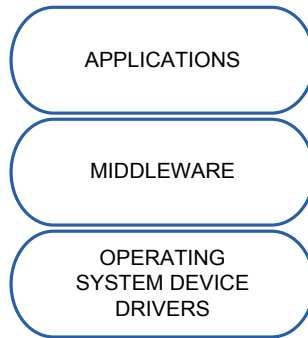 APPLICATIONS
MIDDLEWARE
OPERATING
SYSTEM DEVICE
DRIVERS